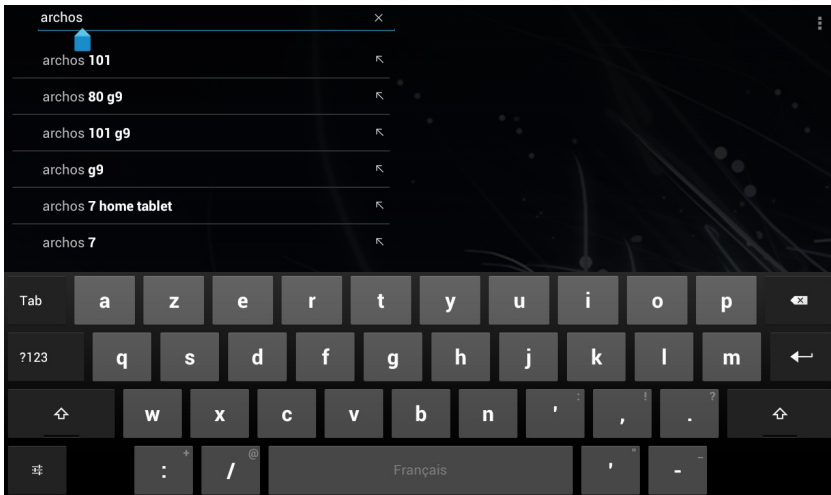 archos
archos 101
archos 80 g9
archos 101 g9
archos g9
archos 7 home tablet
archos 7
Tab a z e r t y u i o p
?123 q s d f g h j k l m
w x c v b n ' : , ! . ?
: + / @ Français ' " - _